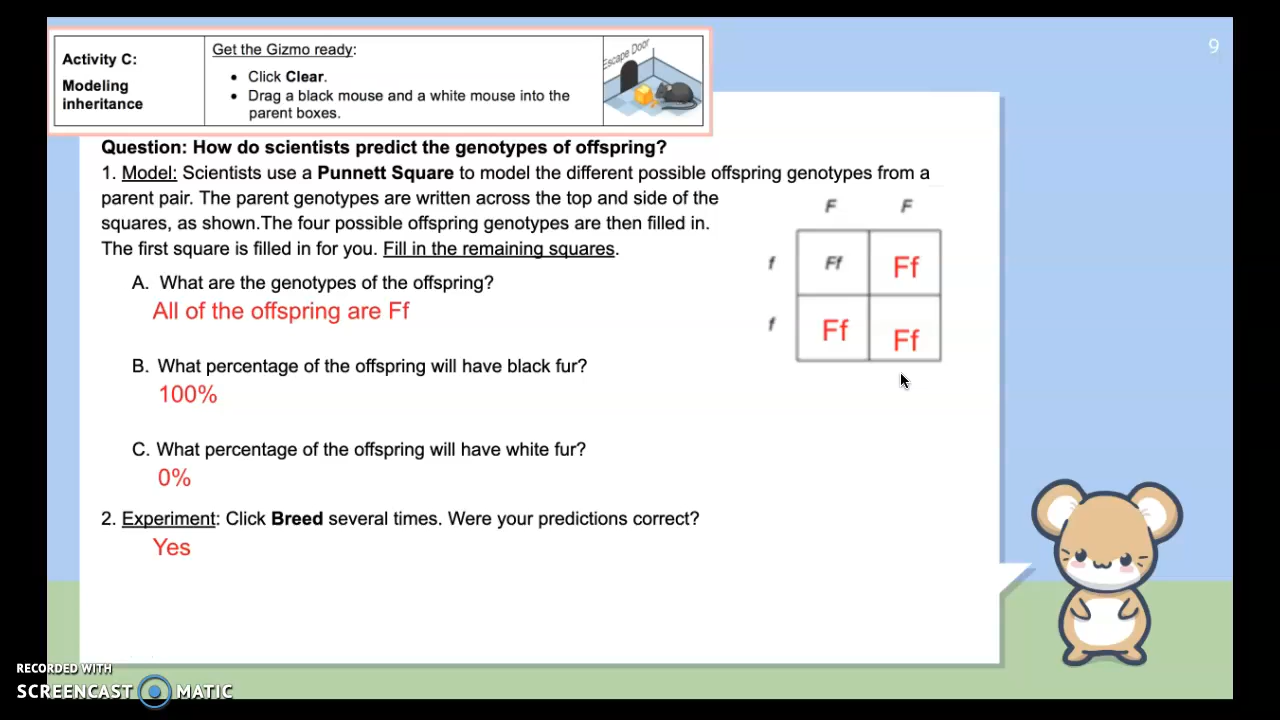 9
Activity C:
Modeling
inheritance
Get the Gizmo ready:
• Click Clear.
• Drag a black mouse and a white mouse into the
parent boxes.
Escape Door
Question: How do scientists predict the genotypes of offspring?
1. Model: Scientists use a Punnett Square to model the different possible offspring genotypes from a
parent pair. The parent genotypes are written across the top and side of the
squares, as shown.The four possible offspring genotypes are then filled in.
The first square is filled in for you. Fill in the remaining squares.
F F
f Ff Ff
f Ff Ff
A. What are the genotypes of the offspring?
All of the offspring are Ff
B. What percentage of the offspring will have black fur?
100%
C. What percentage of the offspring will have white fur?
0%
2. Experiment: Click Breed several times. Were your predictions correct?
Yes
RECORDED WITH
SCREENCAST MATIC